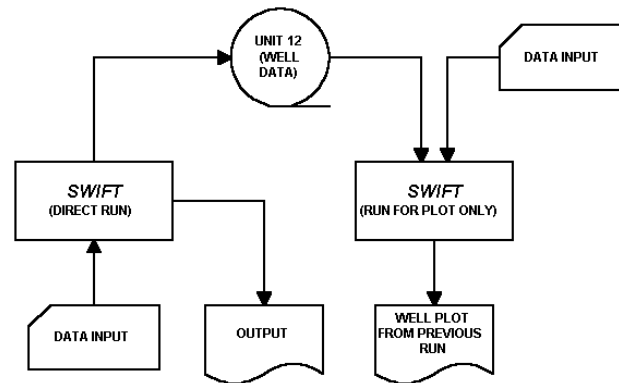 UNIT 12
(WELL
DATA)
DATA INPUT
SWIFT
(DIRECT RUN)
SWIFT
(RUN FOR PLOT ONLY)
DATA INPUT
OUTPUT
WELL PLOT
FROM PREVIOUS
RUN